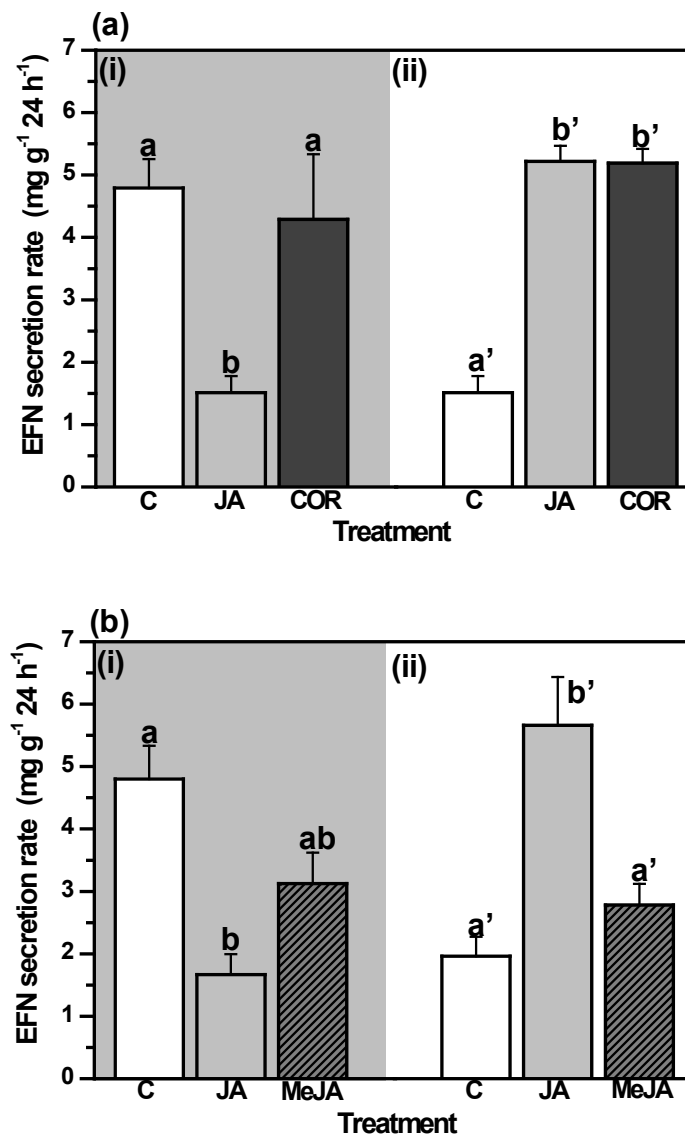 (a)
7
(i)
(ii)
6
5
4
3
2
1
0
EFN secretion rate (mg g⁻¹ 24 h⁻¹)
a
b
a
a’
b’
b’
C JA COR C JA COR
Treatment
(b)
7
(i)
(ii)
6
5
4
3
2
1
0
EFN secretion rate (mg g⁻¹ 24 h⁻¹)
a
b
ab
a’
b’
a’
C JA MeJA C JA MeJA
Treatment